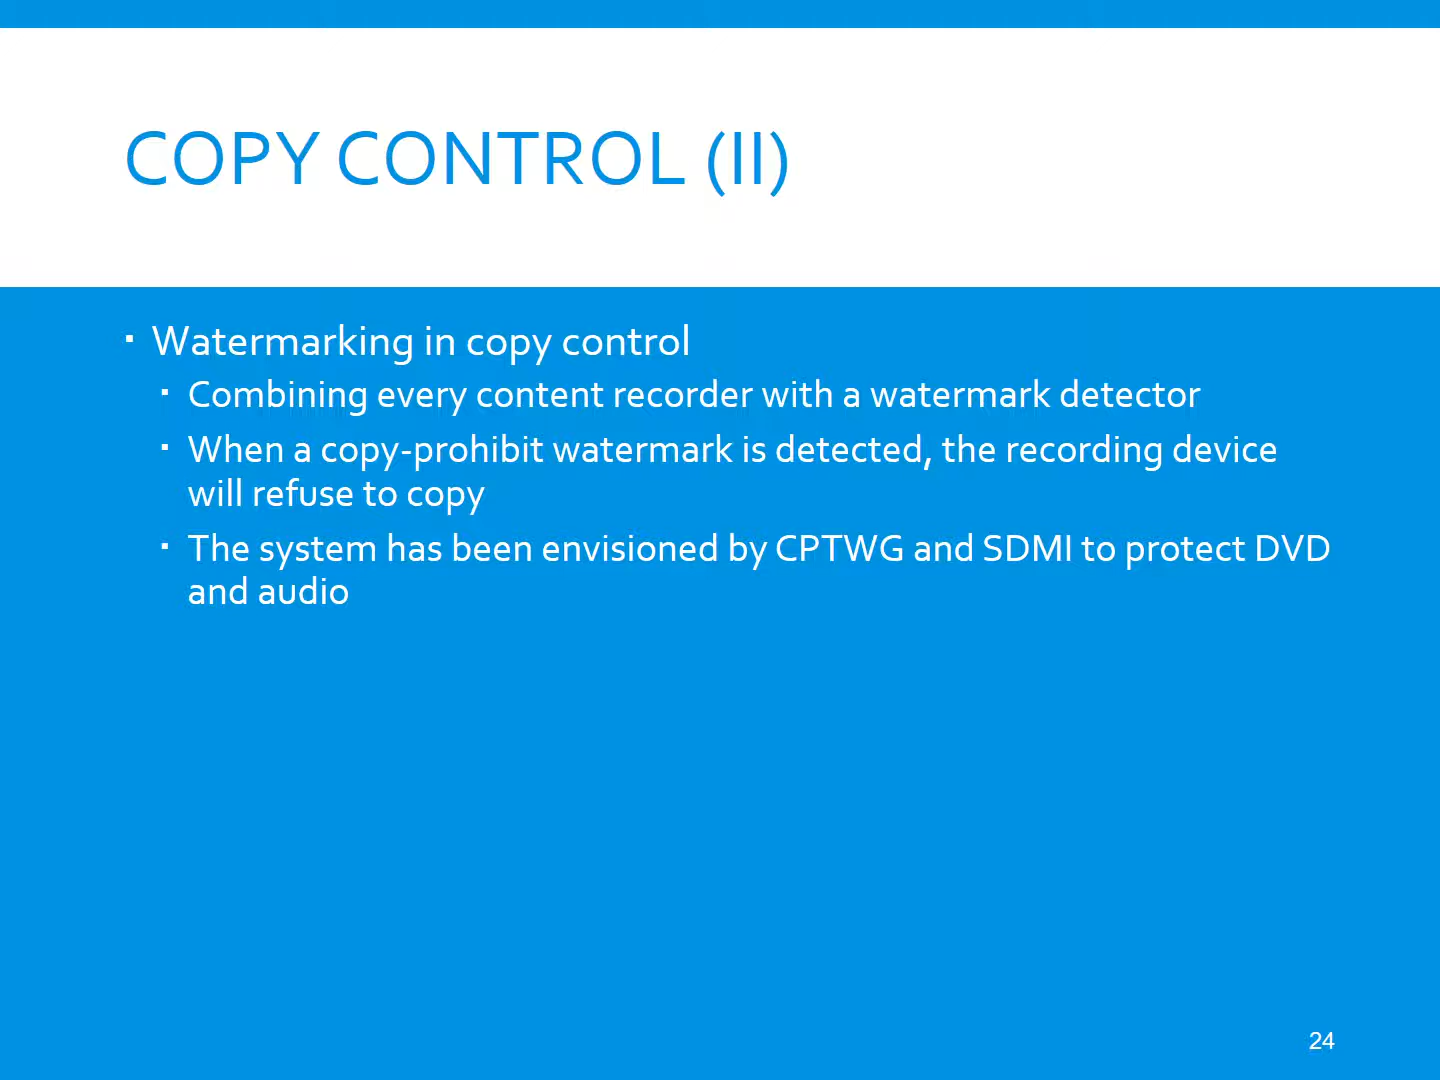 COPY CONTROL (II)
▪ Watermarking in copy control
▪ Combining every content recorder with a watermark detector
▪ When a copy-prohibit watermark is detected, the recording device
will refuse to copy
▪ The system has been envisioned by CPTWG and SDMI to protect DVD
and audio
24